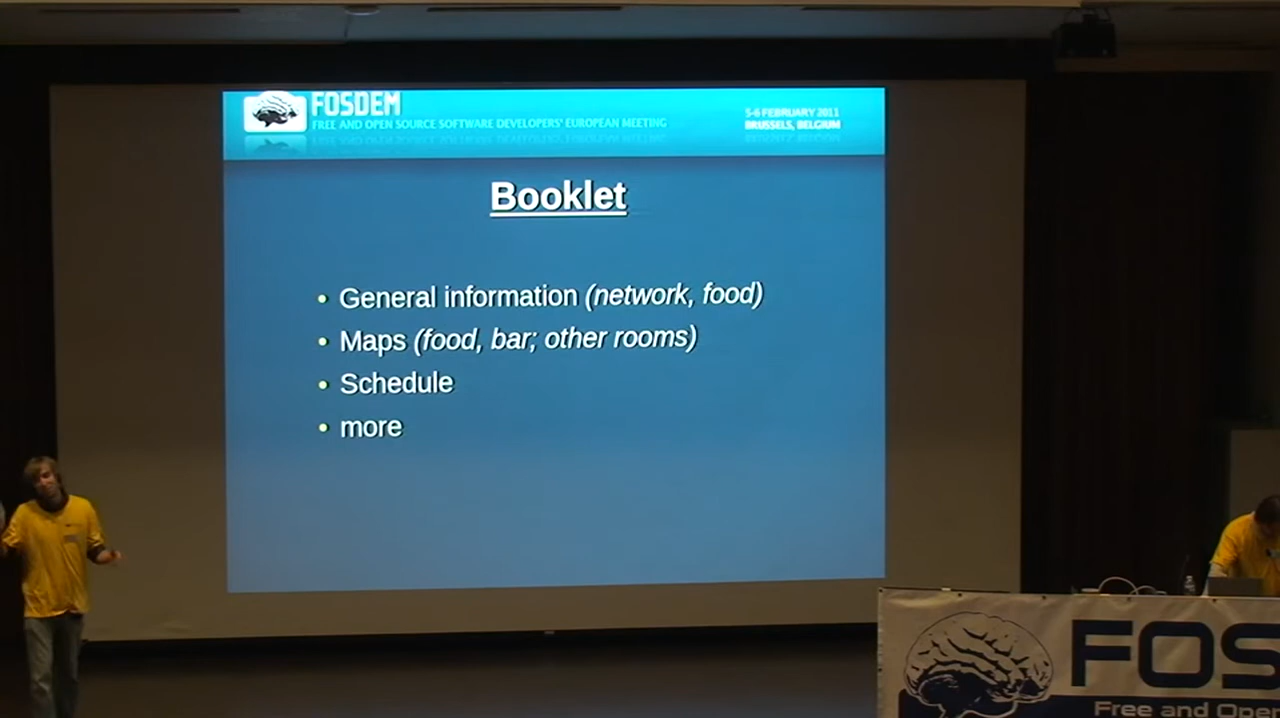 FOSDEM
FREE AND OPEN SOURCE SOFTWARE DEVELOPERS' EUROPEAN MEETING
5-6 FEBRUARY 2011
BRUSSELS, BELGIUM
Booklet
• General information (network, food)
• Maps (food, bar; other rooms)
• Schedule
• more
FOS
Free and Open